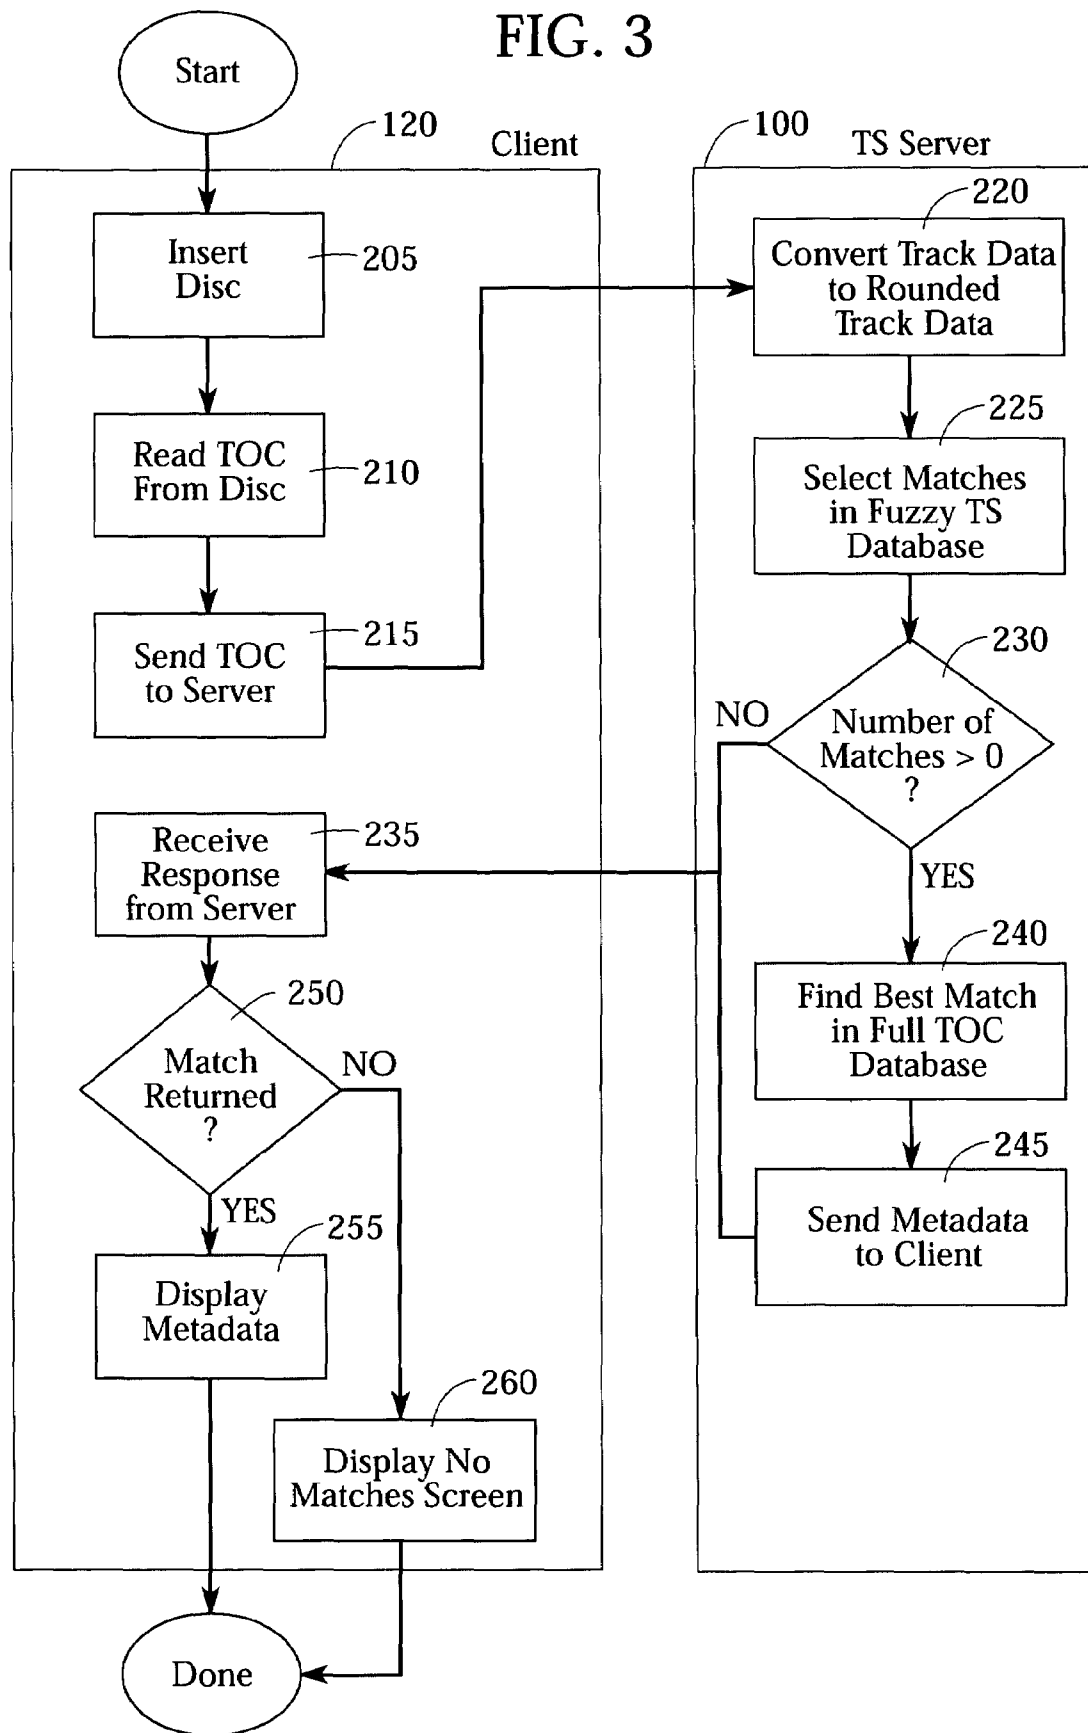 FIG. 3
Start
120
Client
Insert
Disc
205
Read TOC
From Disc
210
Send TOC
to Server
215
100
TS Server
220
Convert Track Data
to Rounded
Track Data
225
Select Matches
in Fuzzy TS
Database
230
Number of
Matches > 0
?
NO
YES
240
Find Best Match
in Full TOC
Database
245
Send Metadata
to Client
Receive
Response
from Server
235
250
Match
Returned
?
NO
YES
255
Display
Metadata
260
Display No
Matches Screen
Done